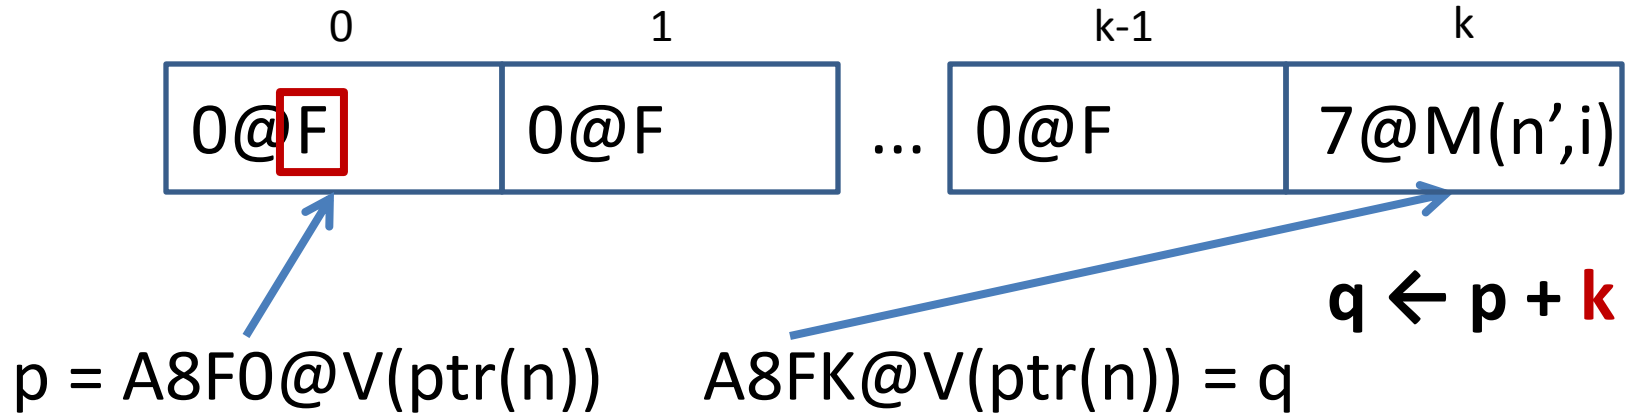 0 1 k-1 k
0@F 0@F ... 0@F 7@M(n’,i)
q ← p + k
p = A8F0@V(ptr(n)) A8FK@V(ptr(n)) = q